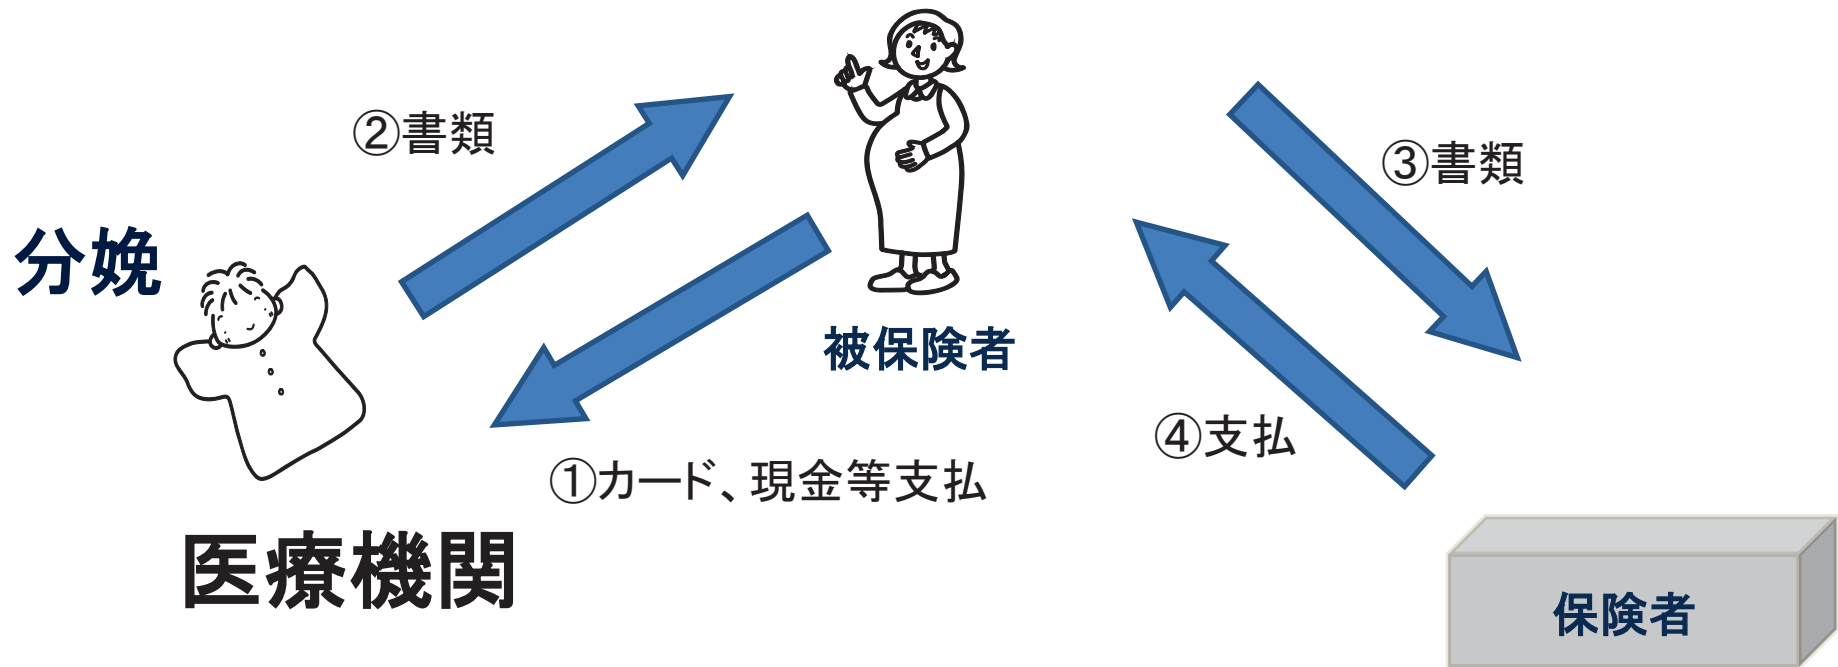 ②書類
③書類
分娩
被保険者
④支払
①カード、現金等支払
医療機関
保険者